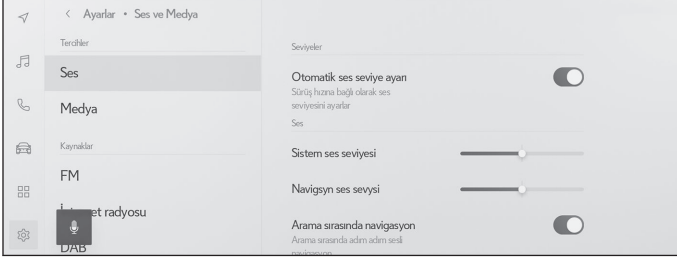 Ayarlar • Ses ve Medya
Tercihler
Ses
Medya
Kaynaklar
FM
et radyosu
DAB
Seviyeler
Otomatik ses seviye ayarı
Sürüş hızına bağlı olarak ses
seviyesini ayarlar
Ses
Sistem ses seviyesi
Navigsyn ses sevysi
Arama sırasında navigasyon
Arama sırasında adım adım sesli
navigasyon